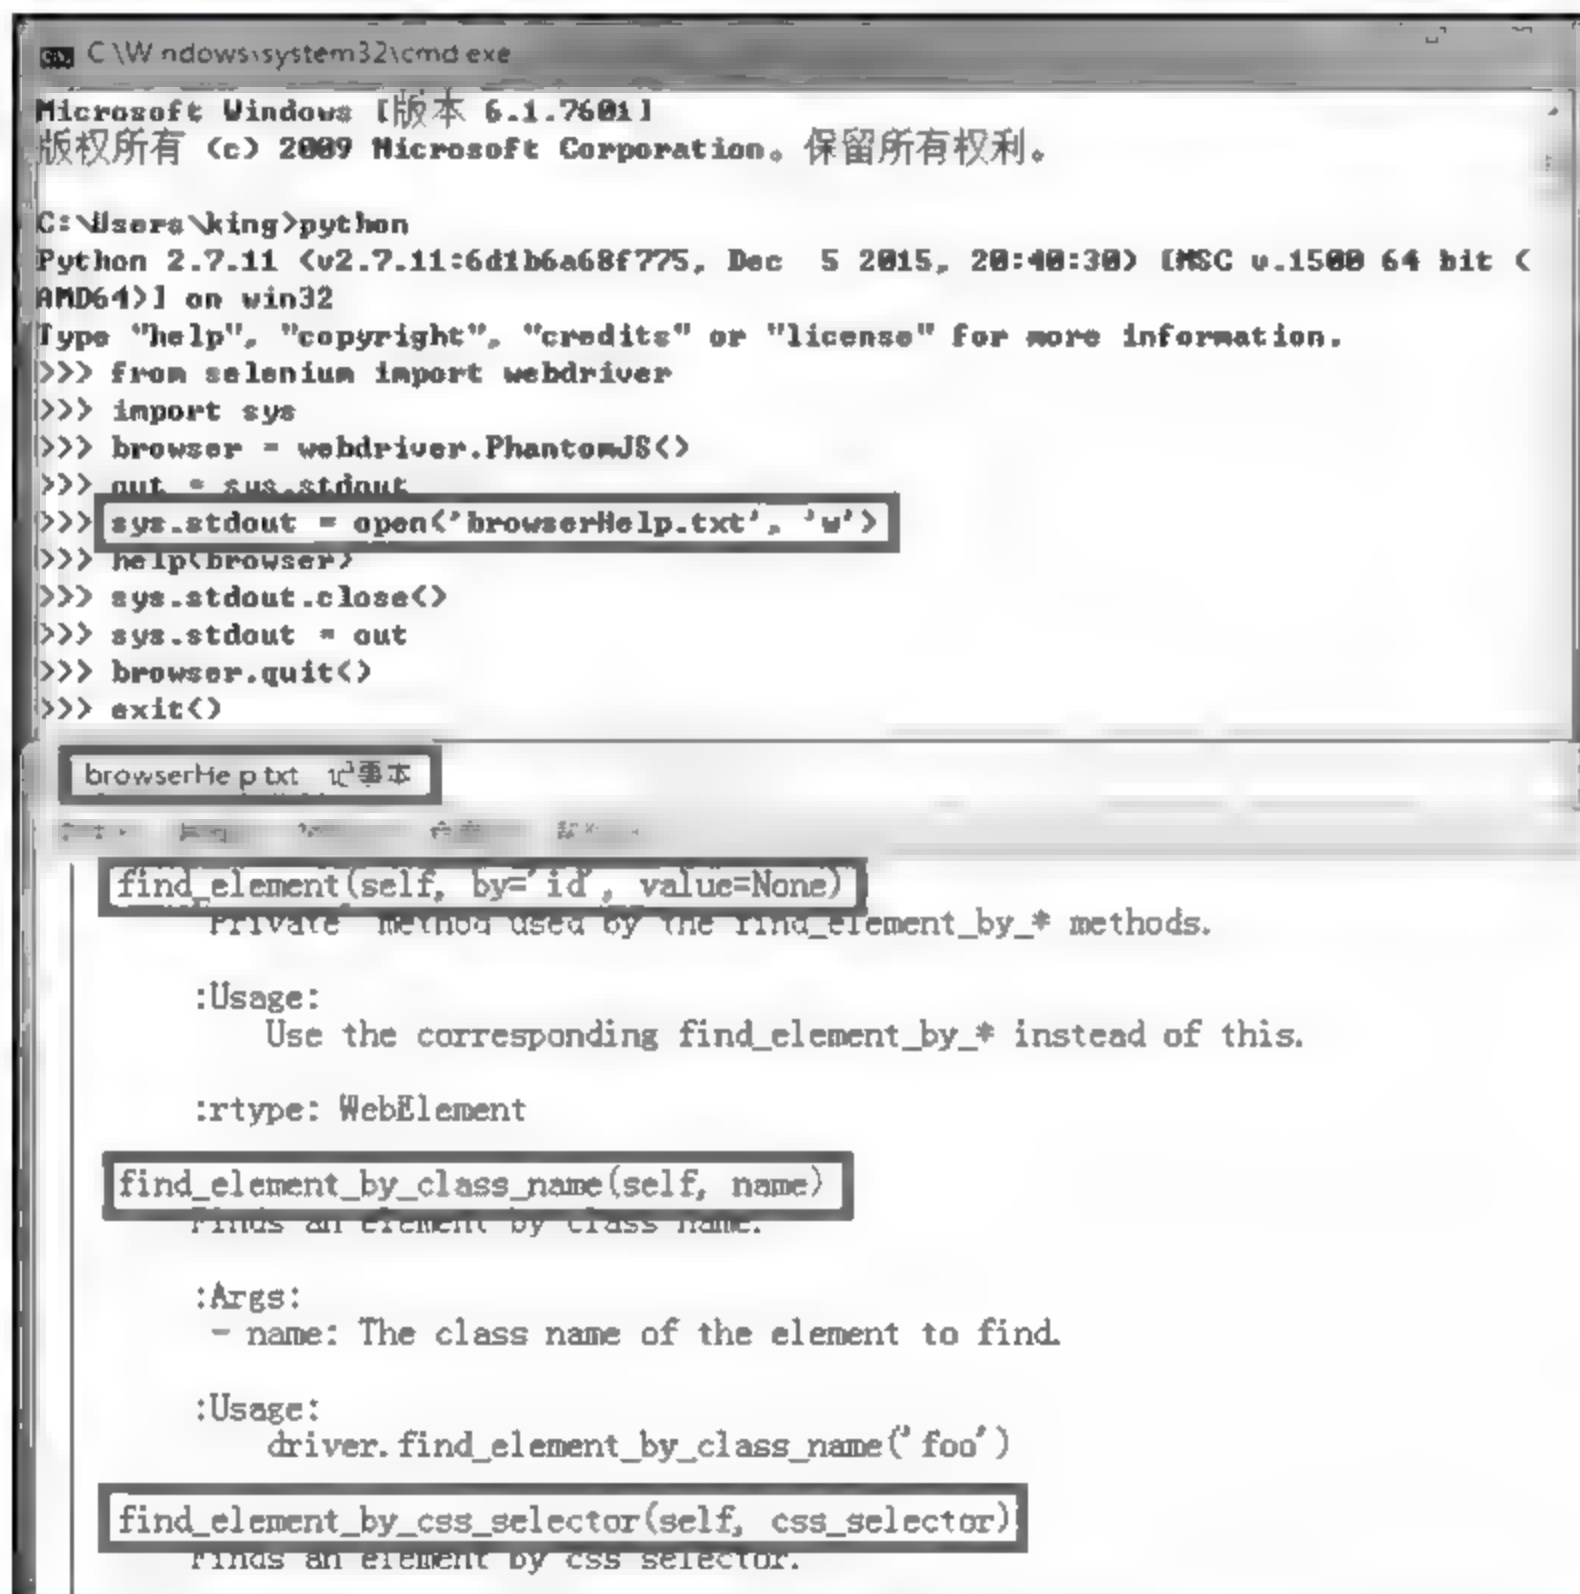 C:\Windows\system32\cmd.exe
Microsoft Windows [版本 6.1.7601]
版权所有 (c) 2009 Microsoft Corporation。保留所有权利。
C:\Users\king>python
Python 2.7.11 (v2.7.11:6d1b6a68f775, Dec  5 2015, 20:40:30) [MSC v.1500 64 bit (
AMD64)] on win32
Type "help", "copyright", "credits" or "license" for more information.
>>> from selenium import webdriver
>>> import sys
>>> browser = webdriver.PhantomJS()
>>> out = sys.stdout
>>> sys.stdout = open('browserHelp.txt', 'w')
>>> help(browser)
>>> sys.stdout.close()
>>> sys.stdout = out
>>> browser.quit()
>>> exit()
browserHelp.txt 记事本
find_element(self, by='id', value=None)
'Private' method used by the find_element_by_* methods.
:Usage:
Use the corresponding find_element_by_* instead of this.
:rtype: WebElement
find_element_by_class_name(self, name)
Finds an element by class name.
:Args:
- name: The class name of the element to find.
:Usage:
driver.find_element_by_class_name('foo')
find_element_by_css_selector(self, css_selector)
Finds an element by css selector.